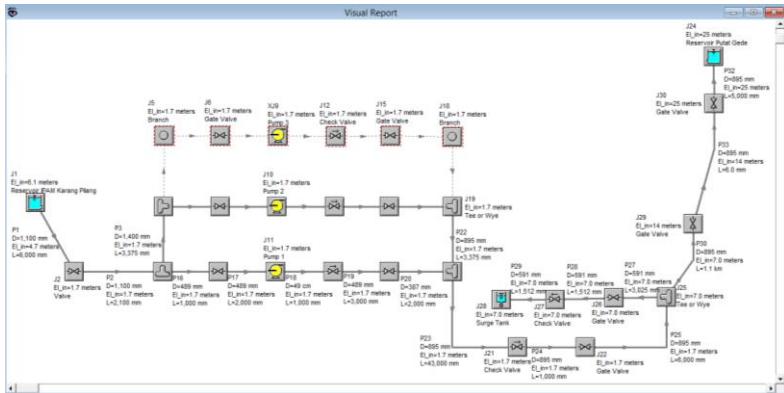 Visual Report
J24
El_in=25 meters
Reservoir Putat Gede
P32
D=895 mm
El_in=25 meters
L=5,000 mm
J30
El_in=25 meters
Gate Valve
P33
D=895 mm
El_in=14 meters
L=6.0 mm
J5
El_in=1.7 meters
Branch
J6
El_in=1.7 meters
Gate Valve
XJ9
El_in=1.7 meters
Pump 3
J12
El_in=1.7 meters
Check Valve
J15
El_in=1.7 meters
Gate Valve
J18
El_in=1.7 meters
Branch
J1
El_in=6.1 meters
Reservoir IPAM Karang Pilang
J10
El_in=1.7 meters
Pump 2
J19
El_in=1.7 meters
Tee or Wye
P1
D=1,100 mm
El_in=4.7 meters
L=6,000 mm
P3
D=1,400 mm
El_in=1.7 meters
L=3,375 mm
J11
El_in=1.7 meters
Pump 1
P22
D=895 mm
El_in=1.7 meters
L=3,375 mm
J29
El_in=14 meters
Gate Valve
P30
D=895 mm
El_in=7.0 meters
L=1.1 km
J2
El_in=1.7 meters
Valve
P2
D=1,100 mm
El_in=1.7 meters
L=2,100 mm
P16
D=489 mm
El_in=1.7 meters
L=1,000 mm
P17
D=489 mm
El_in=1.7 meters
L=2,000 mm
P18
D=49 cm
El_in=1.7 meters
L=1,000 mm
P19
D=489 mm
El_in=1.7 meters
L=3,000 mm
P20
D=387 mm
El_in=1.7 meters
L=2,000 mm
P29
D=591 mm
El_in=7.0 meters
L=1,512 mm
P28
D=591 mm
El_in=7.0 meters
L=1,512 mm
P27
D=591 mm
El_in=7.0 meters
L=3,025 mm
J28
El_in=7.0 meters
Surge Tank
J27
El_in=7.0 meters
Check Valve
J26
El_in=7.0 meters
Gate Valve
J25
El_in=7.0 meters
Tee or Wye
P23
D=895 mm
El_in=1.7 meters
L=43,000 mm
J21
El_in=1.7 meters
Check Valve
P24
D=895 mm
El_in=1.7 meters
L=1,000 mm
J22
El_in=1.7 meters
Gate Valve
P25
D=895 mm
El_in=1.7 meters
L=6,000 mm